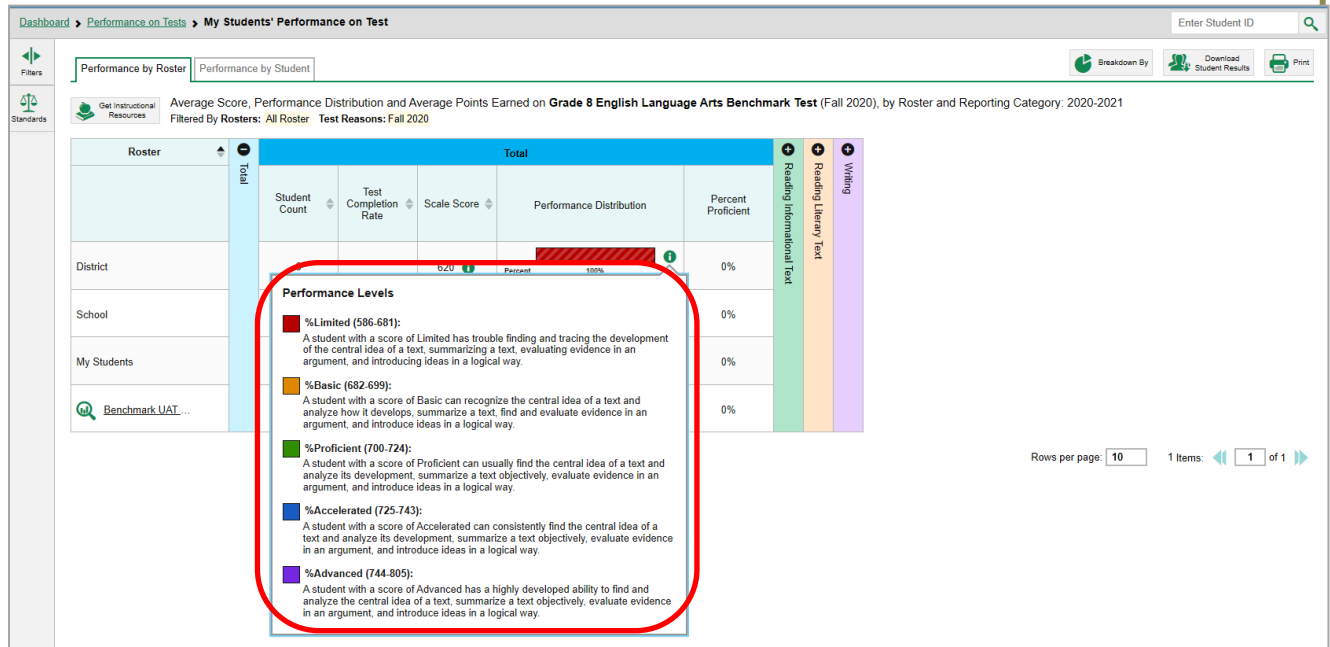 Dashboard > Performance on Tests > My Students' Performance on Test
Enter Student ID
Filters
Standards
Performance by Roster
Performance by Student
Breakdown By
Download
Student Results
Print
Get Instructional
Resources
Average Score, Performance Distribution and Average Points Earned on Grade 8 English Language Arts Benchmark Test (Fall 2020), by Roster and Reporting Category: 2020-2021
Filtered By Rosters: All Roster Test Reasons: Fall 2020
Roster
Total
Total
Student
Count
Test
Completion
Rate
Scale Score
Performance Distribution
Percent
Proficient
Reading Informational Text
Reading Literary Text
Writing
District
620
Percent 100%
0%
School
0%
My Students
0%
Benchmark UAT ...
0%
Performance Levels
%Limited (586-681):
A student with a score of Limited has trouble finding and tracing the development
of the central idea of a text, summarizing a text, evaluating evidence in an
argument, and introducing ideas in a logical way.
%Basic (682-699):
A student with a score of Basic can recognize the central idea of a text and
analyze how it develops, summarize a text, find and evaluate evidence in an
argument, and introduce ideas in a logical way.
%Proficient (700-724):
A student with a score of Proficient can usually find the central idea of a text and
analyze its development, summarize a text objectively, evaluate evidence in an
argument, and introduce ideas in a logical way.
%Accelerated (725-743):
A student with a score of Accelerated can consistently find the central idea of a
text and analyze its development, summarize a text objectively, evaluate evidence
in an argument, and introduce ideas in a logical way.
%Advanced (744-805):
A student with a score of Advanced has a highly developed ability to find and
analyze the central idea of a text, summarize a text objectively, evaluate evidence
in an argument, and introduce ideas in a logical way.
Rows per page: 10 1 Items: 1 of 1